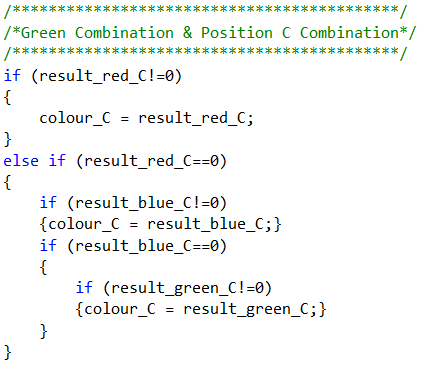 /*******************************************/
/*Green Combination & Position C Combination*/
/*******************************************/
if (result_red_C!=0)
{
    colour_C = result_red_C;
}
else if (result_red_C==0)
{
    if (result_blue_C!=0)
    {colour_C = result_blue_C;}
    if (result_blue_C==0)
    {
        if (result_green_C!=0)
        {colour_C = result_green_C;}
    }
}